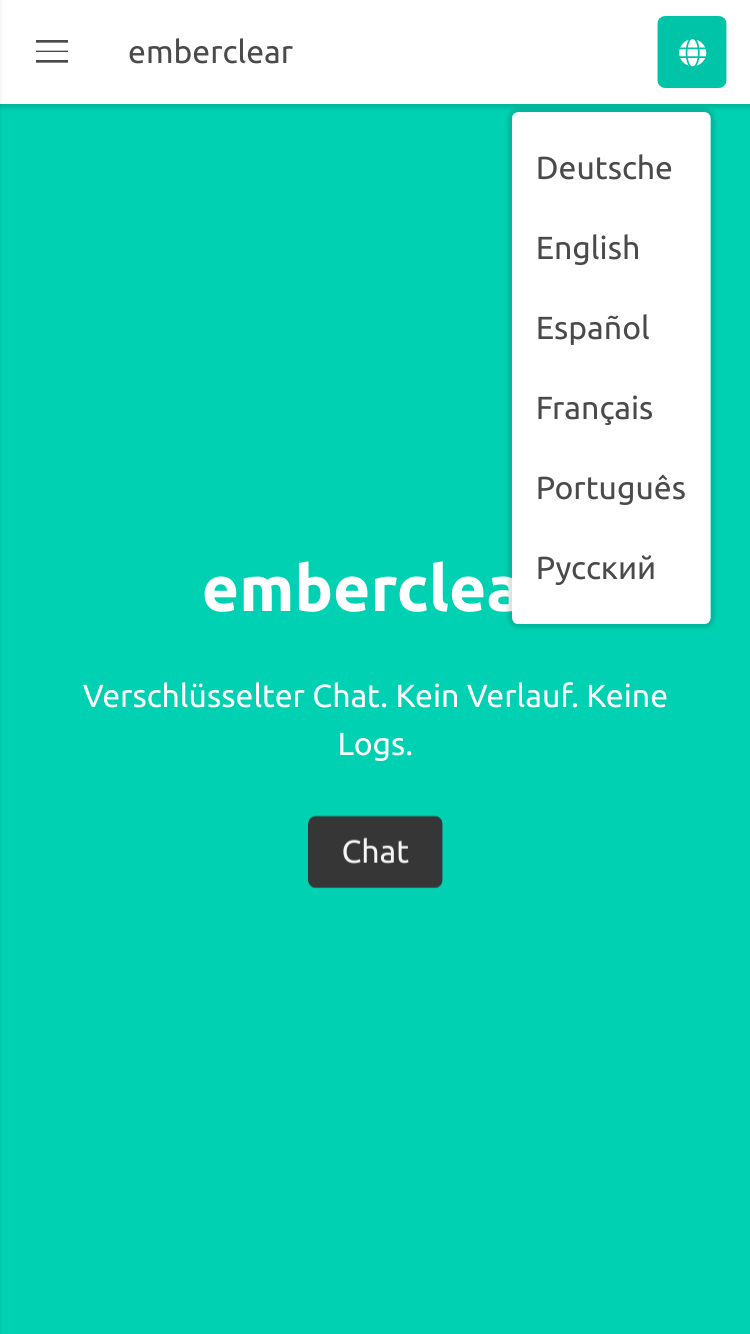 emberclear
Deutsche
English
Español
Français
Português
Русский
emberclea
Verschlüsselter Chat. Kein Verlauf. Keine
Logs.
Chat